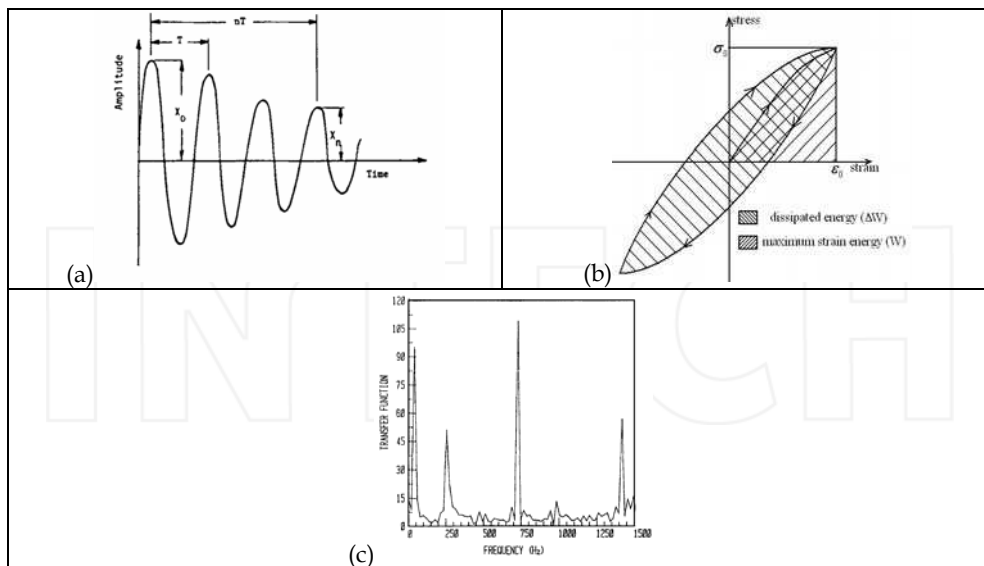 nT
T
Amplitude
X₀
Xₙ
Time
(a)
stress
σ₀
ε₀ strain
dissipated energy (ΔW)
maximum strain energy (W)
(b)
120
105
90
75
60
45
30
15
0
TRANSFER FUNCTION
0 250 500 750 1000 1250 1500
FREQUENCY (Hz)
(c)
INTECH